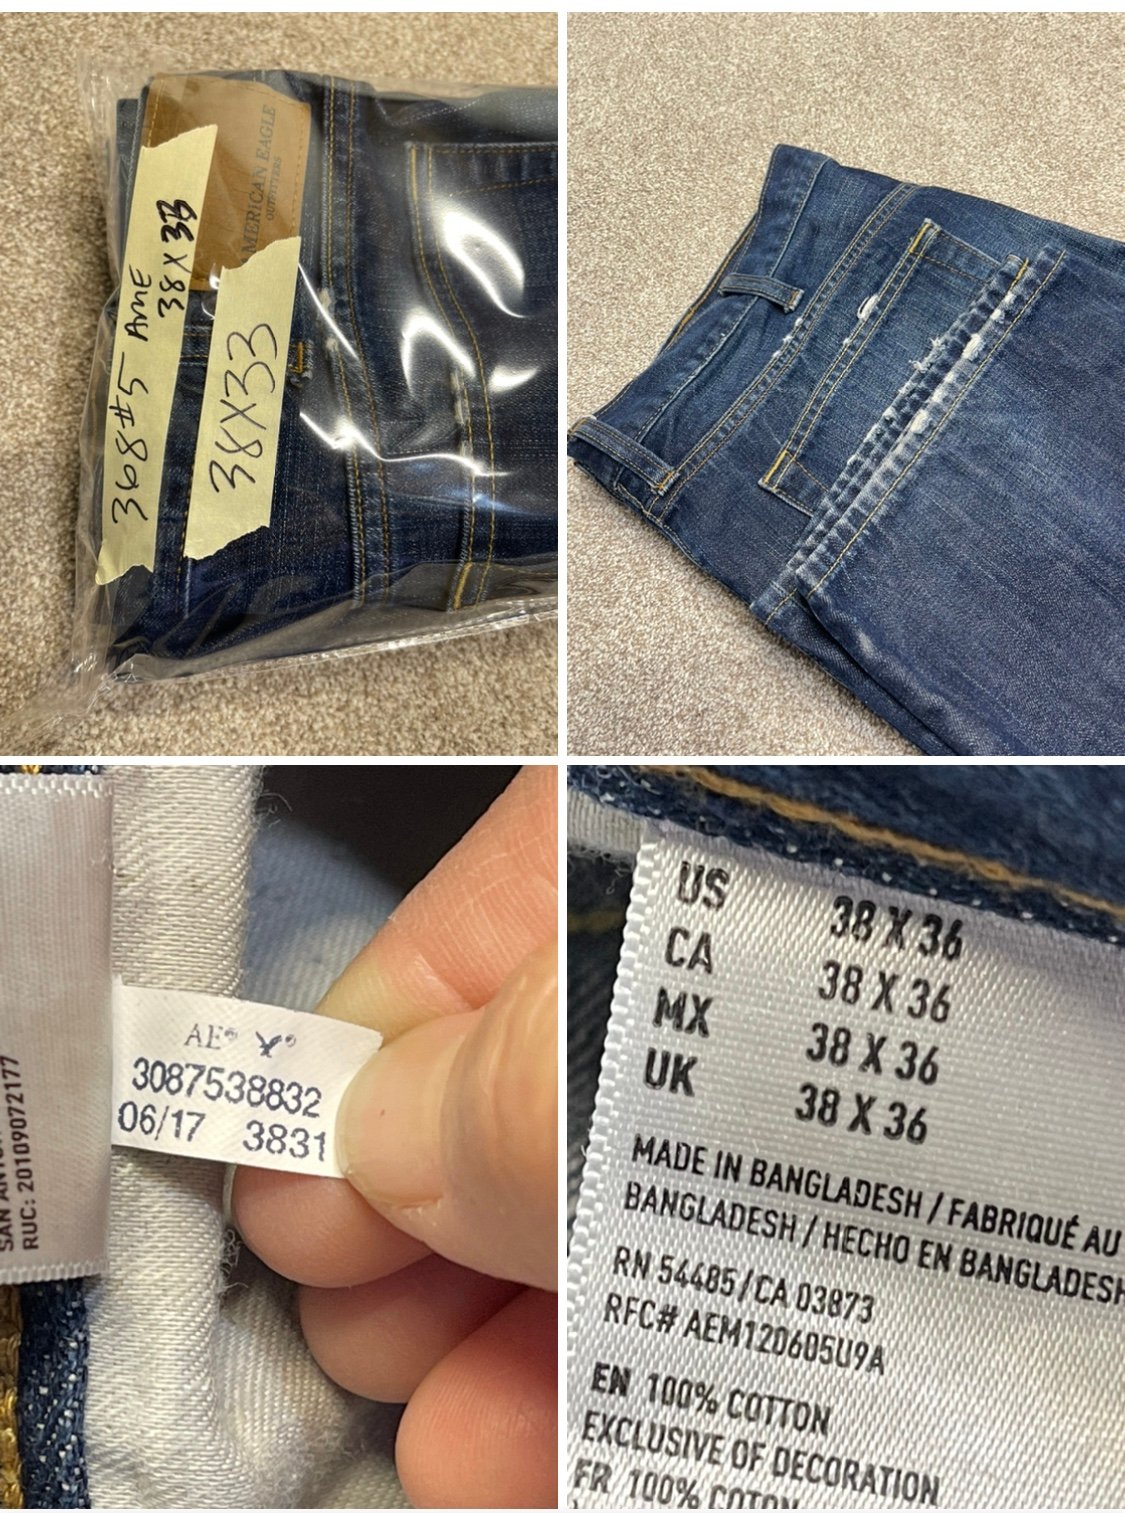 AMERICAN EAGLE
OUTFITTERS
368#5 AME 38 X 33
38X33
RUC: 20109072177
AE
3087538832
06/17 3831
US 38 X 36
CA 38 X 36
MX 38 X 36
UK 38 X 36
MADE IN BANGLADESH / FABRIQUÉ AU
BANGLADESH / HECHO EN BANGLADESH
RN 54485/CA 03873
RFC# AEM120605U9A
EN 100% COTTON
EXCLUSIVE OF DECORATION
FR 100% COTON